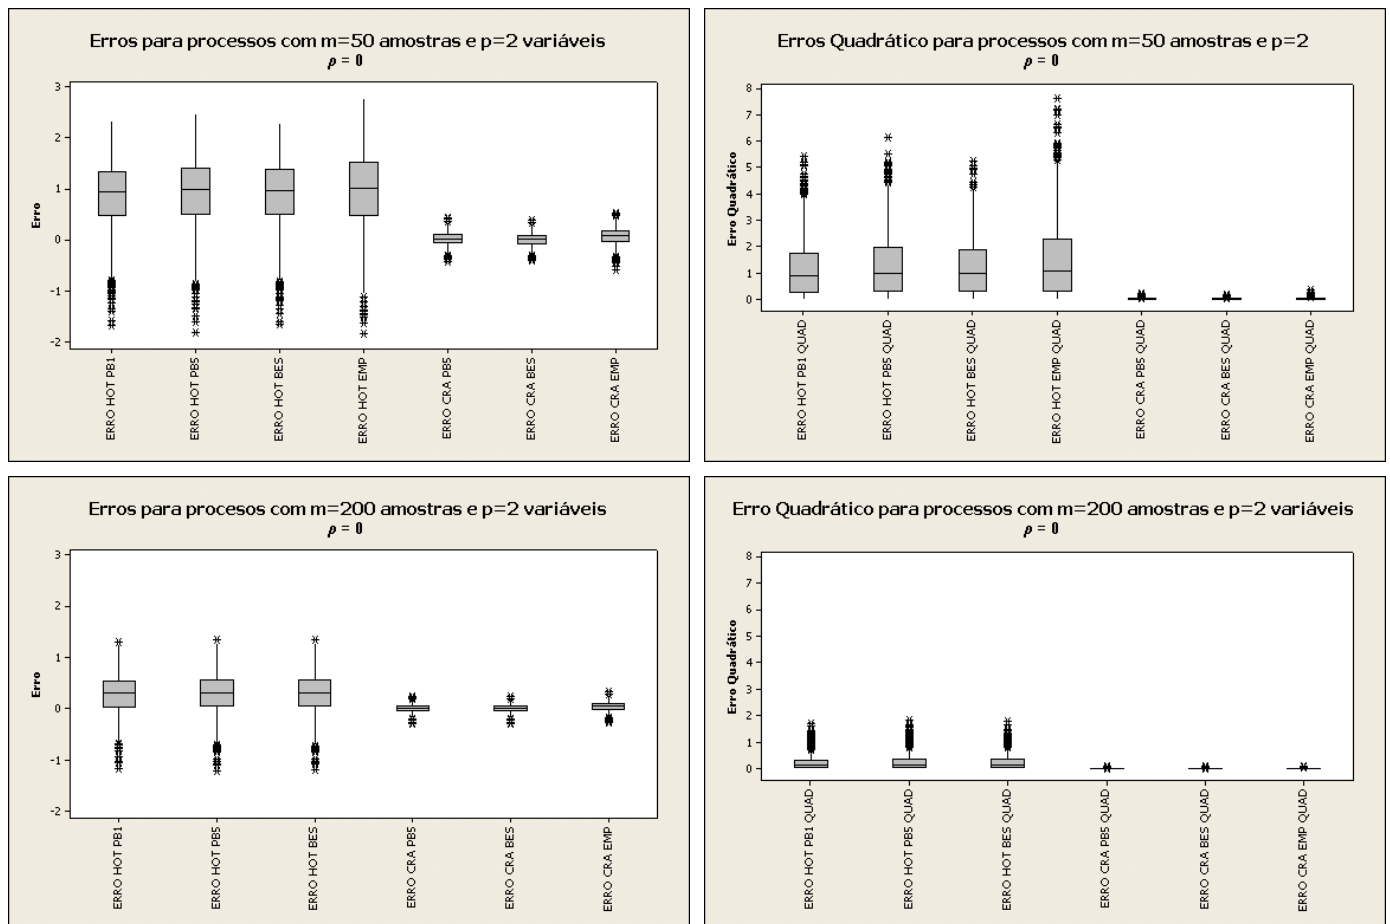 Erros para processos com m=50 amostras e p=2 variáveis
ρ = 0
Erro
3
2
1
0
-1
-2
ERRO HOT PB1
ERRO HOT PB5
ERRO HOT BES
ERRO HOT EMP
ERRO CRA PB5
ERRO CRA BES
ERRO CRA EMP
Erros Quadrático para processos com m=50 amostras e p=2
ρ = 0
Erro Quadrático
8
7
6
5
4
3
2
1
0
ERRO HOT PB1 QUAD
ERRO HOT PB5 QUAD
ERRO HOT BES QUAD
ERRO HOT EMP QUAD
ERRO CRA PB5 QUAD
ERRO CRA BES QUAD
ERRO CRA EMP QUAD
Erros para procesos com m=200 amostras e p=2 variáveis
ρ = 0
Erro
3
2
1
0
-1
-2
ERRO HOT PB1
ERRO HOT PB5
ERRO HOT BES
ERRO CRA PB5
ERRO CRA BES
ERRO CRA EMP
Erro Quadrático para processos com m=200 amostras e p=2 variáveis
ρ = 0
Erro Quadrático
8
7
6
5
4
3
2
1
0
ERRO HOT PB1 QUAD
ERRO HOT PB5 QUAD
ERRO HOT BES QUAD
ERRO CRA PB5 QUAD
ERRO CRA BES QUAD
ERRO CRA EMP QUAD